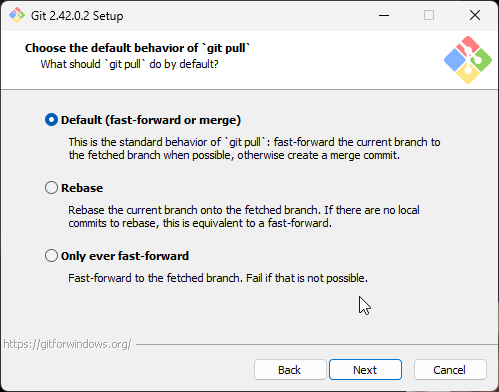 Git 2.42.0.2 Setup
Choose the default behavior of `git pull`
What should `git pull` do by default?
Default (fast-forward or merge)
This is the standard behavior of `git pull`: fast-forward the current branch to
the fetched branch when possible, otherwise create a merge commit.
Rebase
Rebase the current branch onto the fetched branch. If there are no local
commits to rebase, this is equivalent to a fast-forward.
Only ever fast-forward
Fast-forward to the fetched branch. Fail if that is not possible.
https://gitforwindows.org/
Back Next Cancel